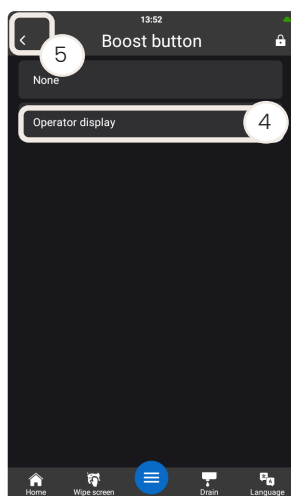 13:52
Boost button
5
None
Operator display
4
Home
Wipe screen
Drain
Language